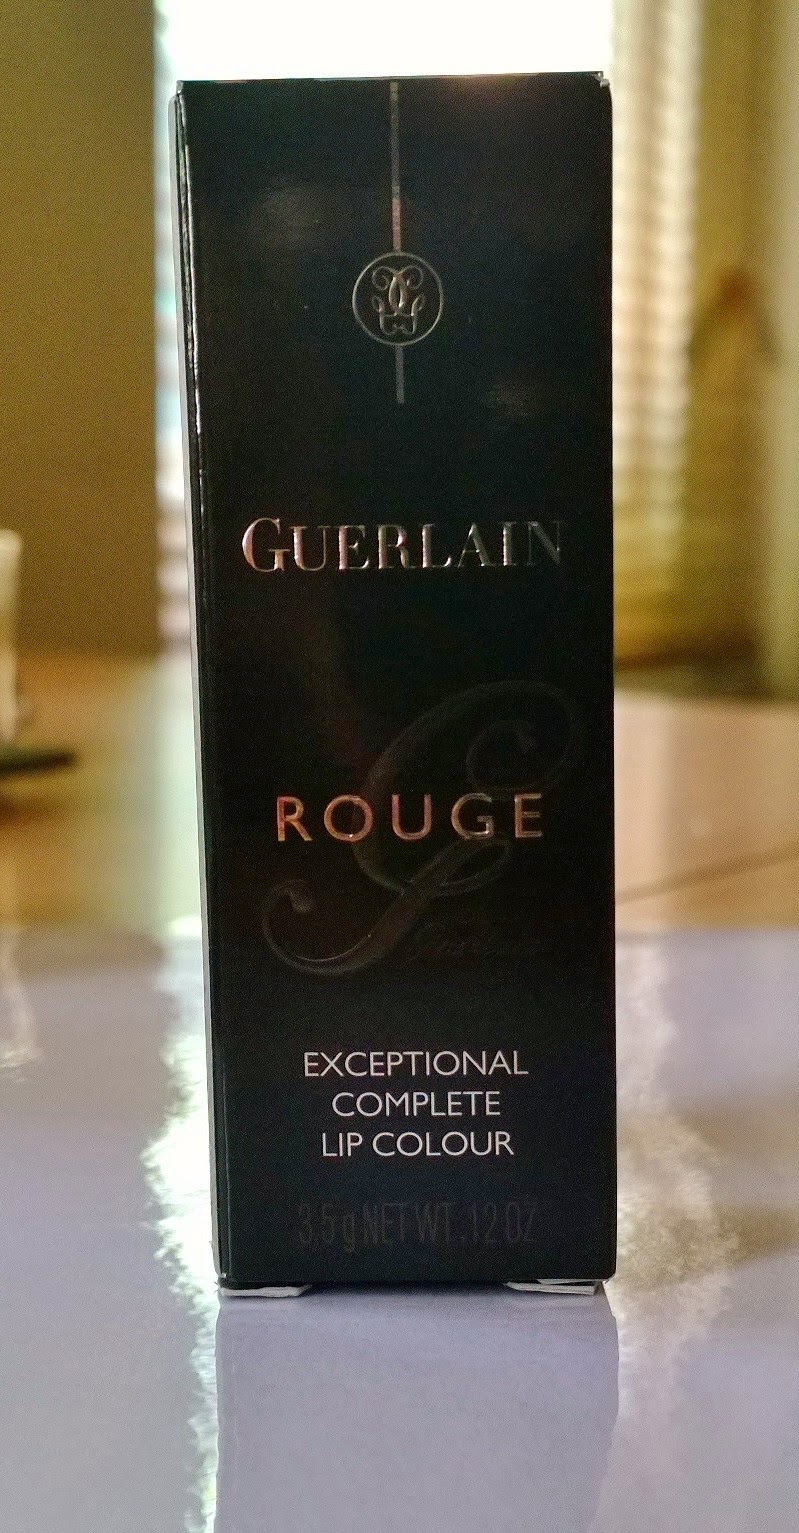 GUERLAIN
ROUGE
EXCEPTIONAL
COMPLETE
LIP COLOUR
3.5 g NET WT. .12 OZ